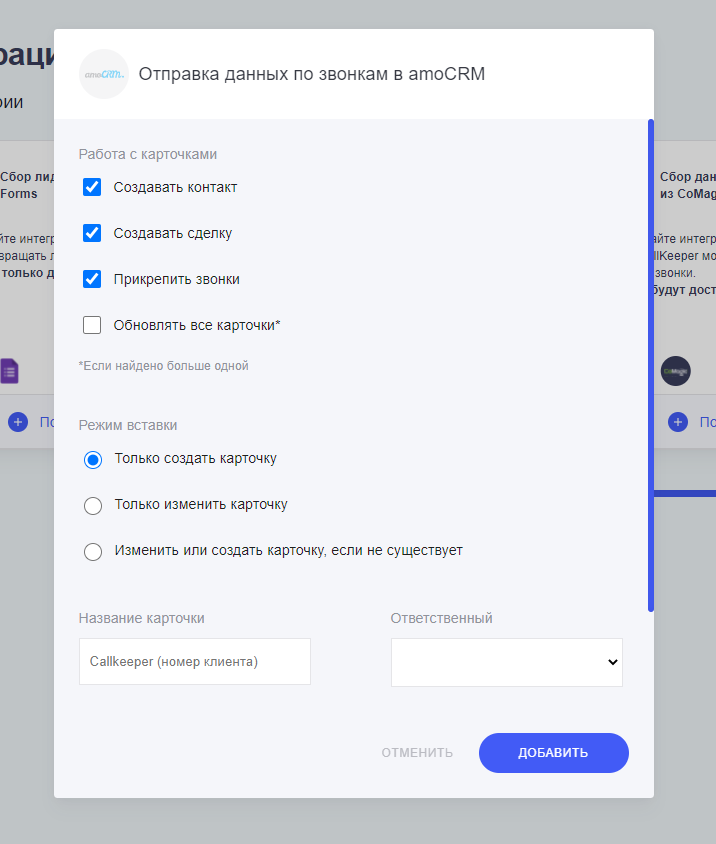 раци
рии
amoCRM.
Отправка данных по звонкам в amoCRM
Сбор лид
Forms
йте интегр
вращать л
только д
По
Работа с карточками
Создавать контакт
Создавать сделку
Прикрепить звонки
Обновлять все карточки*
*Если найдено больше одной
Режим вставки
Только создать карточку
Только изменить карточку
Изменить или создать карточку, если не существует
Название карточки
Callkeeper (номер клиента)
Ответственный
ОТМЕНИТЬ
ДОБАВИТЬ
Сбор дан
из CoMag
йте интегр
llKeeper мо
звонки.
будут дост
CoMagic
По